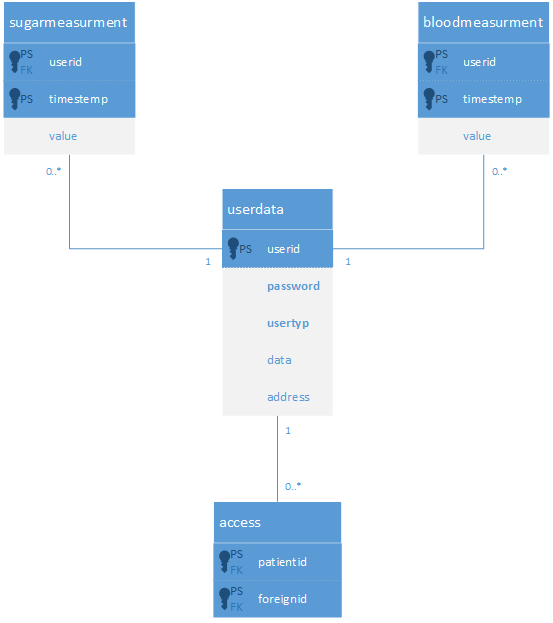 sugarmeasurment
PS
FK
userid
PS
timestemp
value
0..*
bloodmeasurment
PS
FK
userid
PS
timestemp
value
0..*
userdata
PS
userid
1
1
password
usertyp
data
address
1
0..*
access
PS
FK
patientid
PS
FK
foreignid